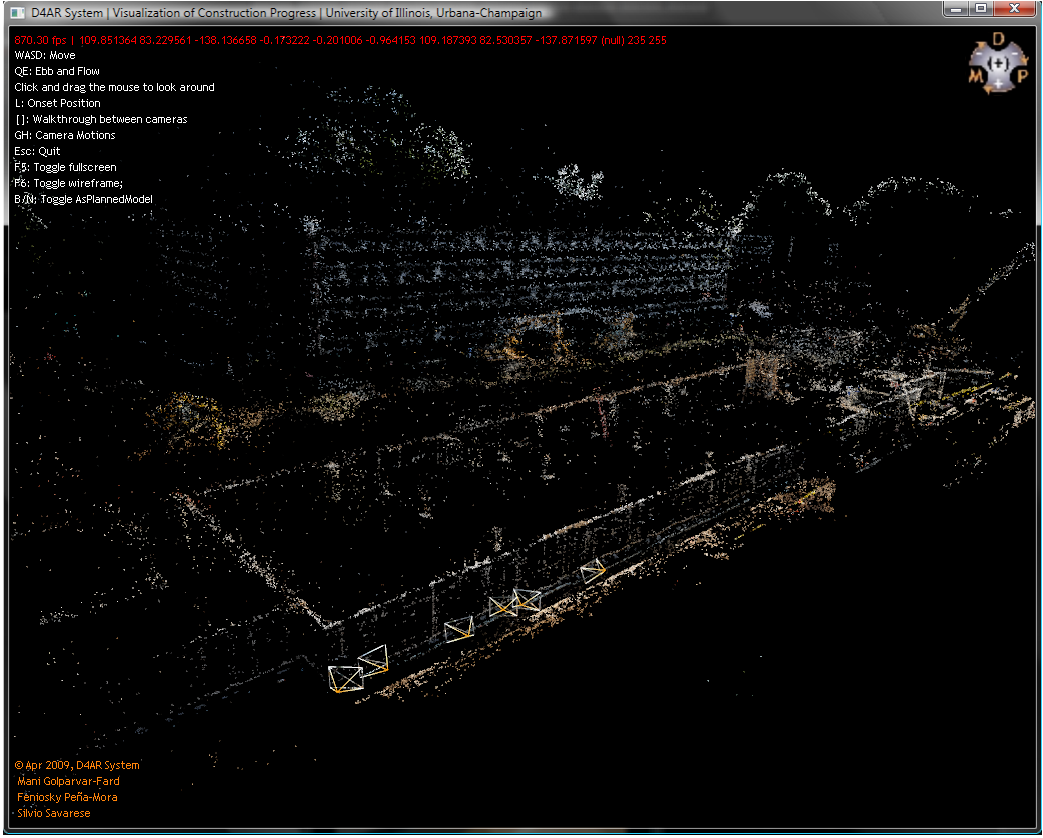 D4AR System | Visualization of Construction Progress | University of Illinois, Urbana-Champaign
870.30 fps | 109.851364 83.229561 -138.136658 -0.173222 -0.201006 -0.964153 109.187393 82.530357 -137.871597 (null) 235 255
WASD: Move
QE: Ebb and Flow
Click and drag the mouse to look around
L: Onset Position
[]: Walkthrough between cameras
GH: Camera Motions
Esc: Quit
F5: Toggle fullscreen
F6: Toggle wireframe;
B/N: Toggle AsPlannedModel
D
M P
© Apr 2009, D4AR System
Mani Golparvar-Fard
Feniosky Peña-Mora
Silvio Savarese